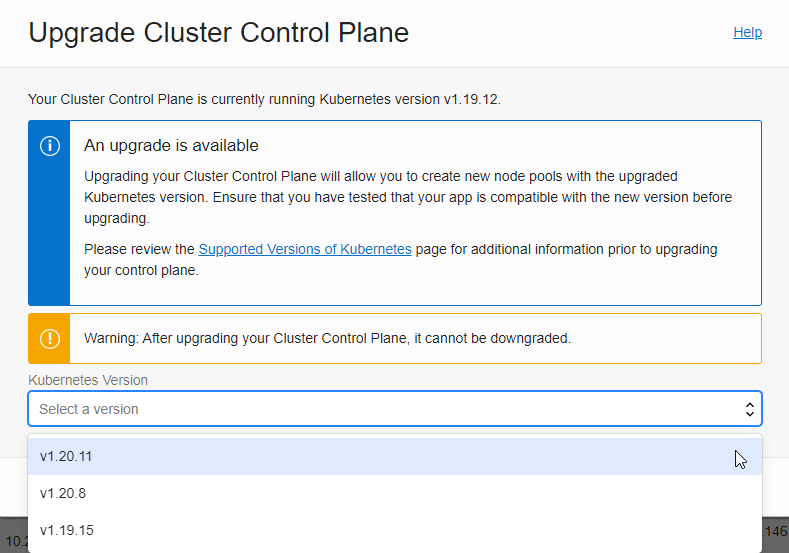 Upgrade Cluster Control Plane
Help
Your Cluster Control Plane is currently running Kubernetes version v1.19.12.
An upgrade is available
Upgrading your Cluster Control Plane will allow you to create new node pools with the upgraded
Kubernetes version. Ensure that you have tested that your app is compatible with the new version before
upgrading.
Please review the Supported Versions of Kubernetes page for additional information prior to upgrading
your control plane.
Warning: After upgrading your Cluster Control Plane, it cannot be downgraded.
Kubernetes Version
Select a version
v1.20.11
v1.20.8
v1.19.15